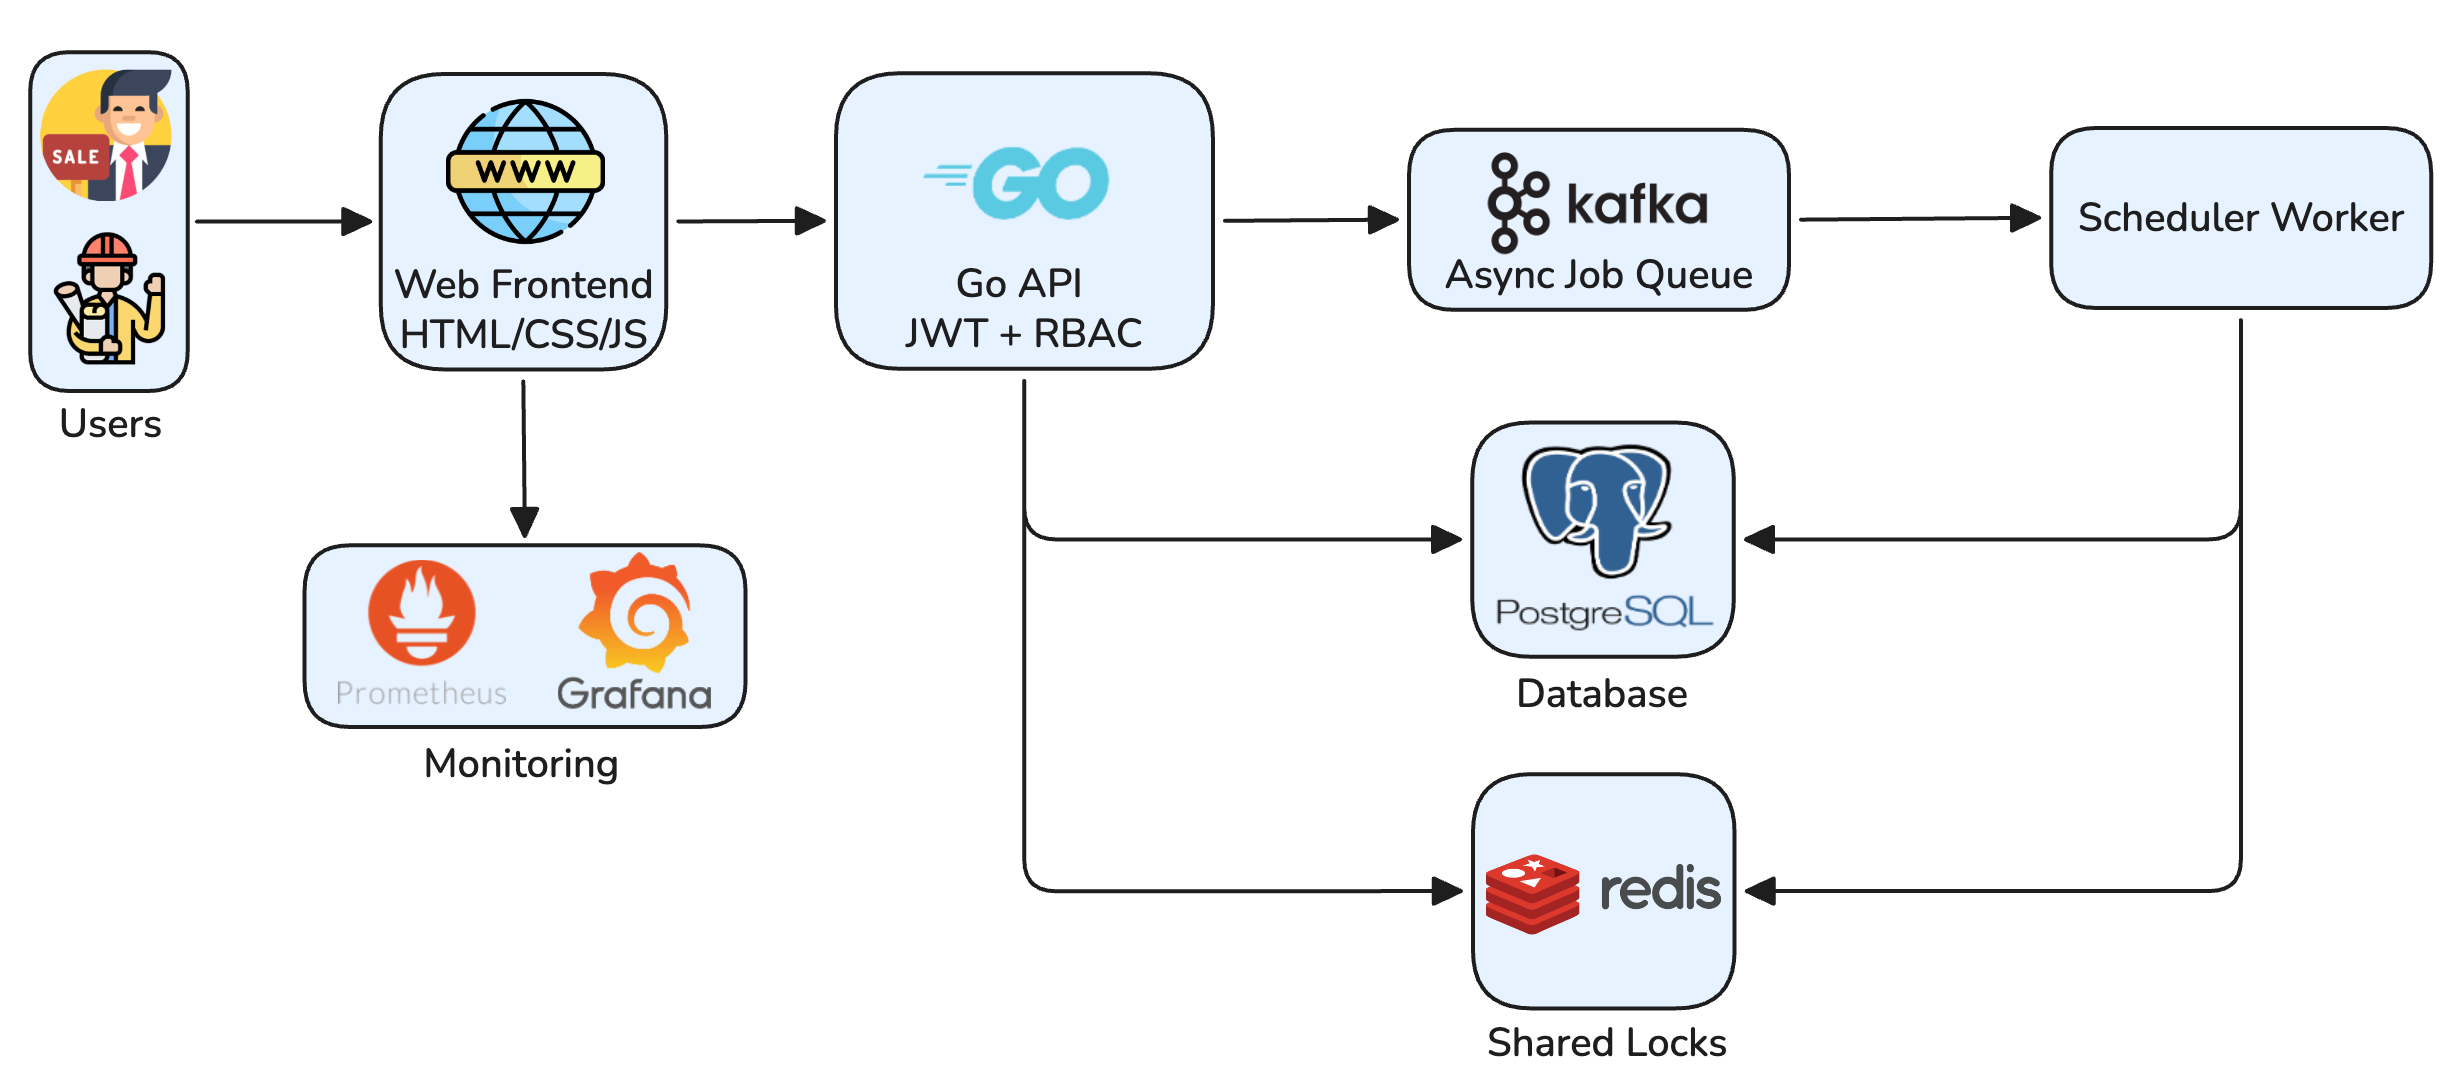 SALE
Users
WWW
Web Frontend
HTML/CSS/JS
GO
Go API
JWT + RBAC
kafka
Async Job Queue
Scheduler Worker
Prometheus
Grafana
Monitoring
PostgreSQL
Database
redis
Shared Locks